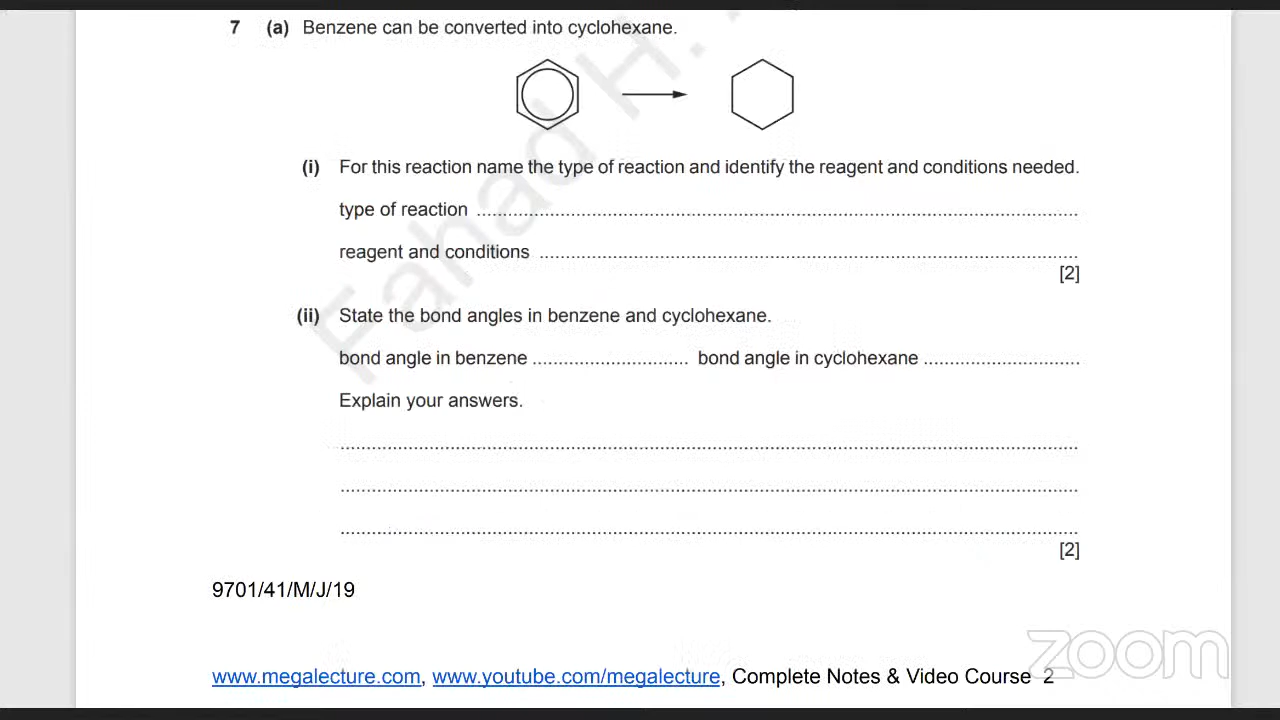 7 (a) Benzene can be converted into cyclohexane.
(i) For this reaction name the type of reaction and identify the reagent and conditions needed.
type of reaction ................................................................
reagent and conditions ................................................................
[2]
(ii) State the bond angles in benzene and cyclohexane.
bond angle in benzene .............................. bond angle in cyclohexane ..............................
Explain your answers.
................................................................
................................................................
................................................................
[2]
9701/41/M/J/19
www.megalecture.com, www.youtube.com/megalecture, Complete Notes & Video Course 2
Fahad H.
zoom